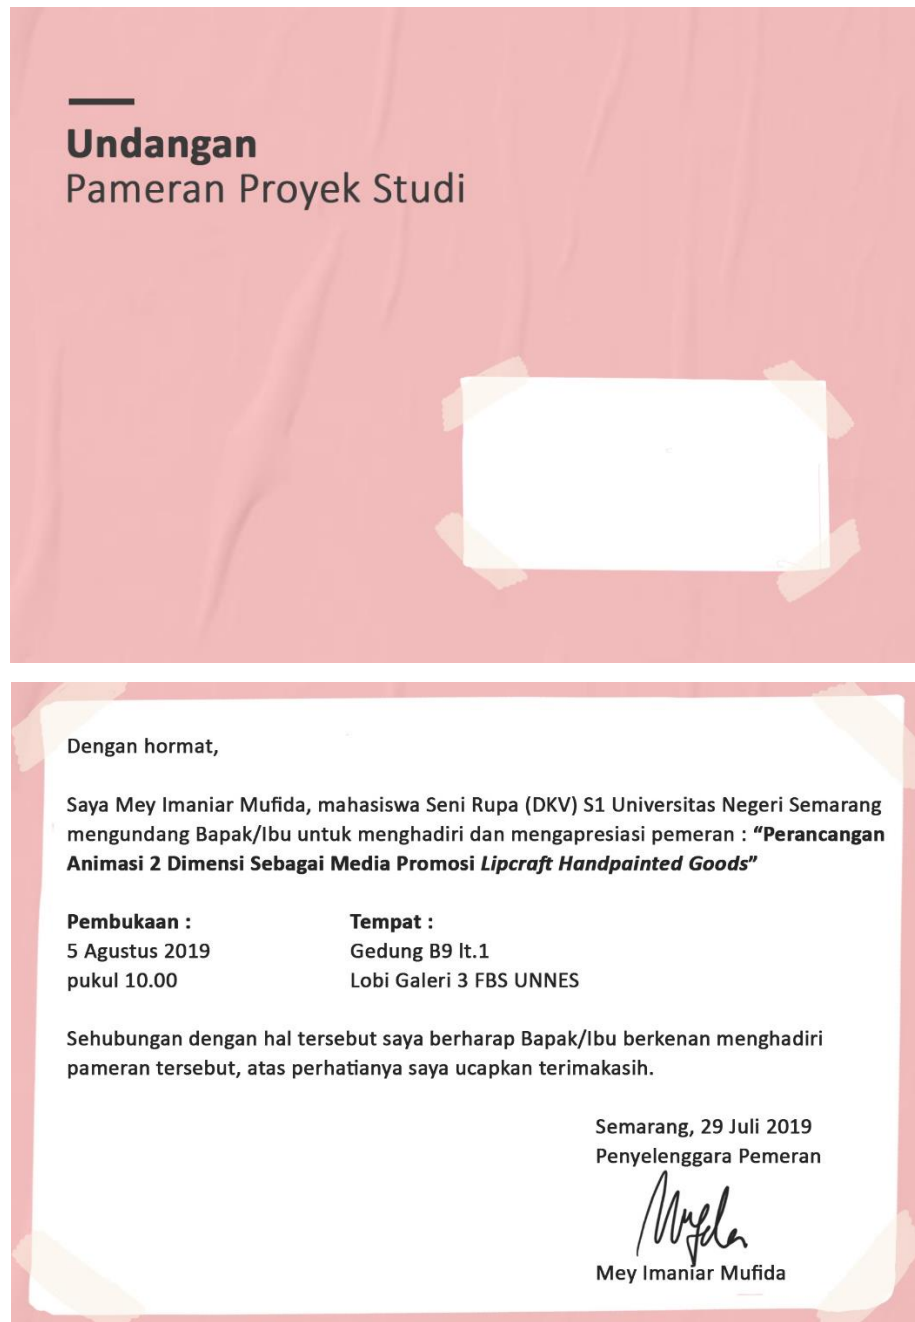 Undangan
Pameran Proyek Studi
Dengan hormat,
Saya Mey Imaniar Mufida, mahasiswa Seni Rupa (DKV) S1 Universitas Negeri Semarang
mengundang Bapak/Ibu untuk menghadiri dan mengapresiasi pemeran : “Perancangan
Animasi 2 Dimensi Sebagai Media Promosi Lipcraft Handpainted Goods”
Pembukaan :
5 Agustus 2019
pukul 10.00
Tempat :
Gedung B9 lt.1
Lobi Galeri 3 FBS UNNES
Sehubungan dengan hal tersebut saya berharap Bapak/Ibu berkenan menghadiri
pameran tersebut, atas perhatianya saya ucapkan terimakasih.
Semarang, 29 Juli 2019
Penyelenggara Pemeran
Mey Imaniar Mufida